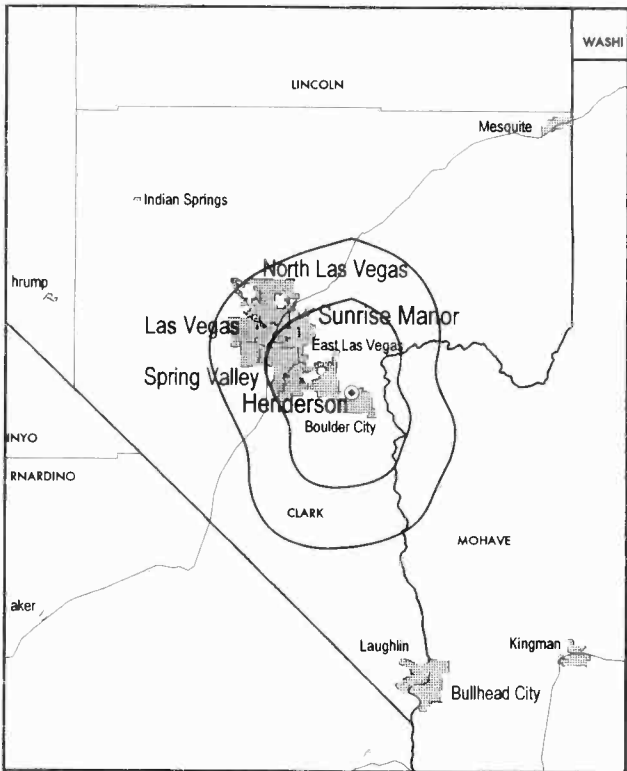 WASHI
LINCOLN
Mesquite
Indian Springs
North Las Vegas
hrump
Las Vegas
Sunrise Manor
East Las Vegas
Spring Valley
Henderson
Boulder City
INYO
RNARDINO
CLARK
MOHAVE
aker
Laughlin
Kingman
Bullhead City